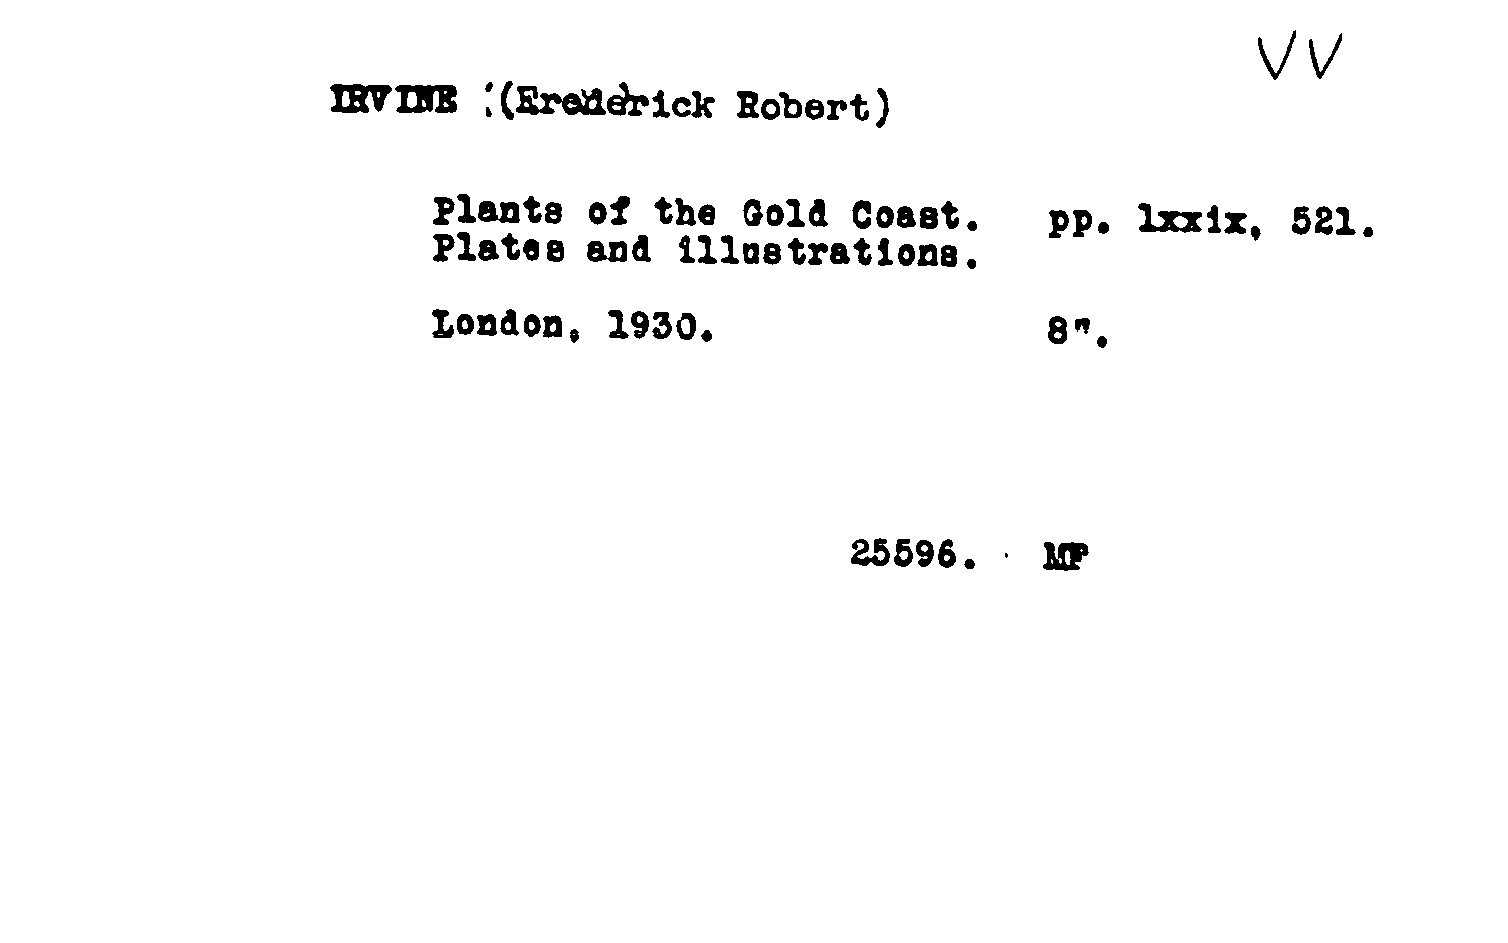 VV
IRVINE (Frederick Robert)
Plants of the Gold Coast. pp. lxxix, 521.
Plates and illustrations.
London, 1930. 8".
25596. MP